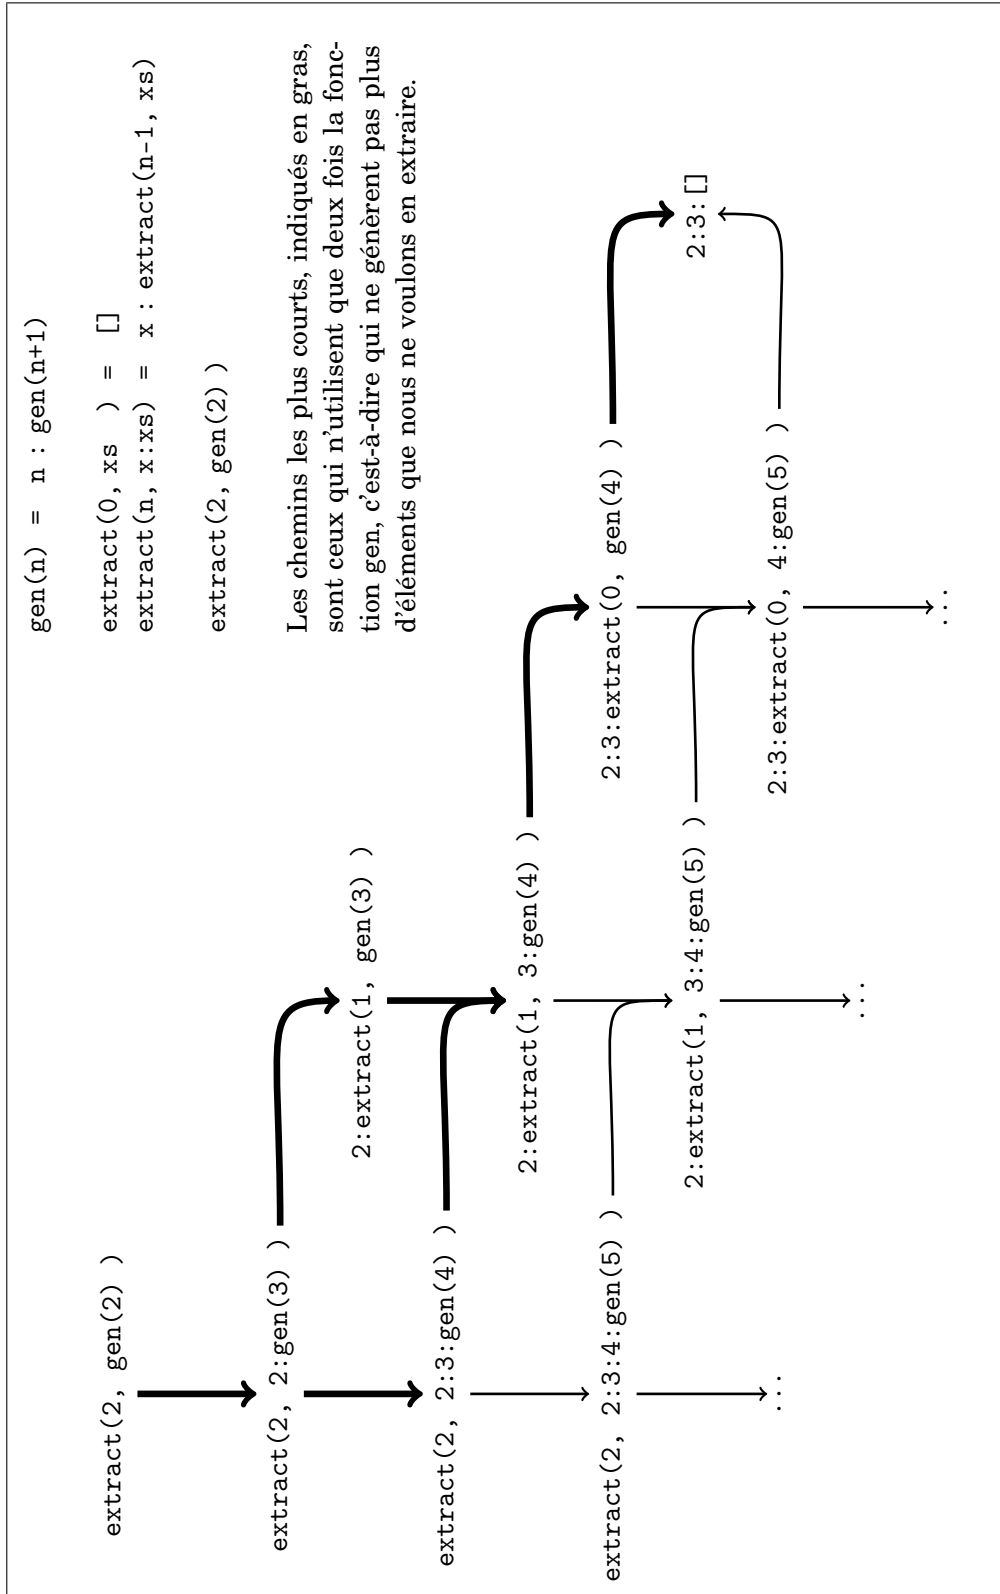 gen(n) = n : gen(n+1)
extract(0, xs ) = []
extract(n, x:xs) = x : extract(n-1, xs)
extract(2, gen(2) )
Les chemins les plus courts, indiqués en gras,
sont ceux qui n'utilisent que deux fois la fonc-
tion gen, c'est-à-dire qui ne génèrent pas plus
d'éléments que nous ne voulons en extraire.
extract(2, gen(2) )
extract(2, 2:gen(3) )
2:extract(1, gen(3) )
extract(2, 2:3:gen(4) )
2:extract(1, 3:gen(4) )
2:3:extract(0, gen(4) )
2:3:[]
extract(2, 2:3:4:gen(5) )
2:extract(1, 3:4:gen(5) )
2:3:extract(0, 4:gen(5) )
...
...
...